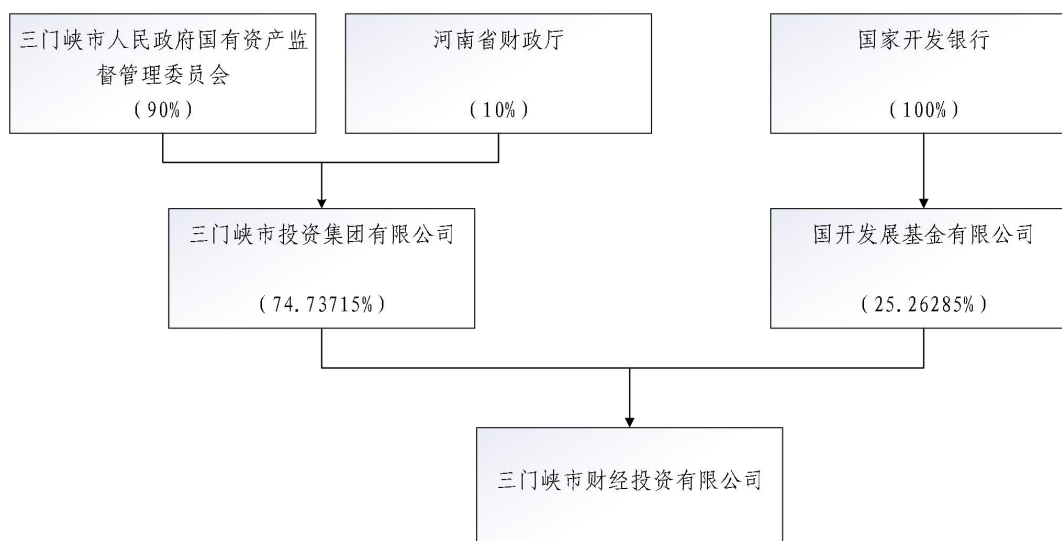 三门峡市人民政府国有资产监
督管理委员会
（90%）
河南省财政厅
（10%）
国家开发银行
（100%）
三门峡市投资集团有限公司
（74.73715%）
国开发展基金有限公司
（25.26285%）
三门峡市财经投资有限公司